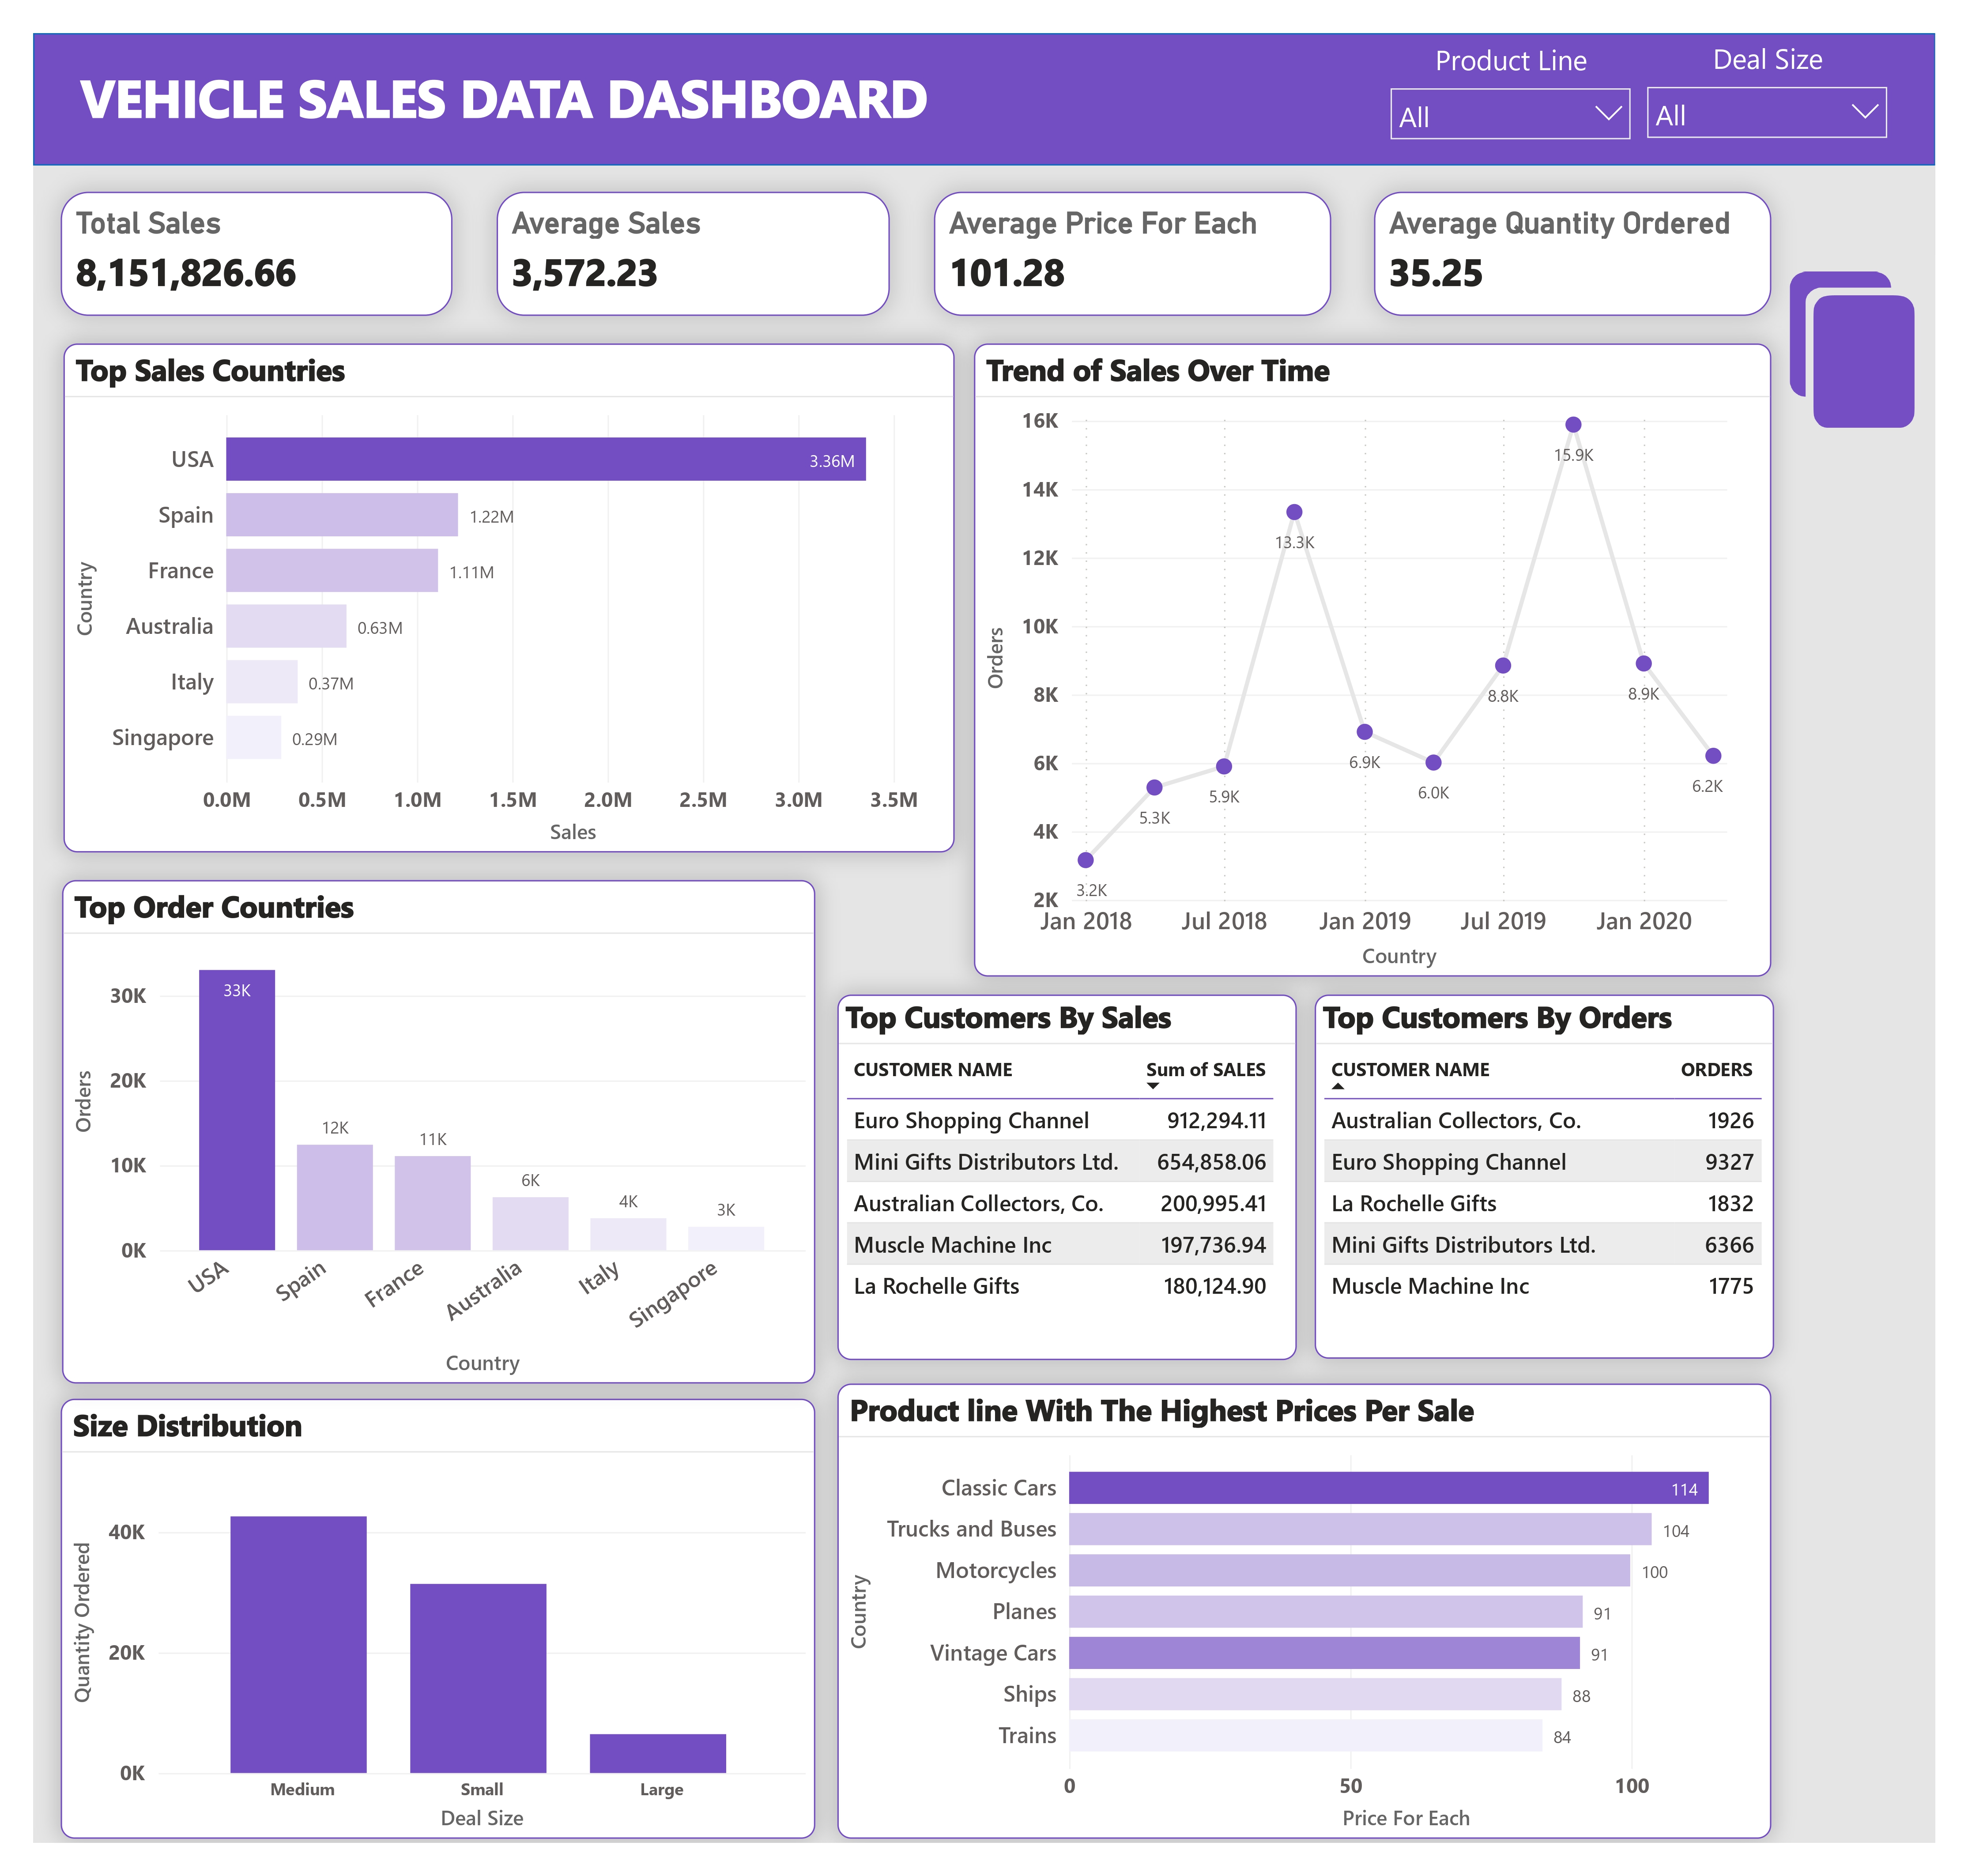 VEHICLE SALES DATA DASHBOARD
Product Line
All
Deal Size
All
Total Sales
8,151,826.66
Average Sales
3,572.23
Average Price For Each
101.28
Average Quantity Ordered
35.25
Top Sales Countries
Country
USA 3.36M
Spain 1.22M
France 1.11M
Australia 0.63M
Italy 0.37M
Singapore 0.29M
0.0M 0.5M 1.0M 1.5M 2.0M 2.5M 3.0M 3.5M
Sales
Trend of Sales Over Time
Orders
16K
14K
12K
10K
8K
6K
4K
2K
3.2K
5.3K
5.9K
13.3K
6.9K
6.0K
8.8K
15.9K
8.9K
6.2K
Jan 2018 Jul 2018 Jan 2019 Jul 2019 Jan 2020
Country
Top Order Countries
Orders
30K
20K
10K
0K
33K
12K
11K
6K
4K
3K
USA Spain France Australia Italy Singapore
Country
Top Customers By Sales
CUSTOMER NAME Sum of SALES
Euro Shopping Channel 912,294.11
Mini Gifts Distributors Ltd. 654,858.06
Australian Collectors, Co. 200,995.41
Muscle Machine Inc 197,736.94
La Rochelle Gifts 180,124.90
Top Customers By Orders
CUSTOMER NAME ORDERS
Australian Collectors, Co. 1926
Euro Shopping Channel 9327
La Rochelle Gifts 1832
Mini Gifts Distributors Ltd. 6366
Muscle Machine Inc 1775
Size Distribution
Quantity Ordered
40K
20K
0K
Medium Small Large
Deal Size
Product line With The Highest Prices Per Sale
Country
Classic Cars 114
Trucks and Buses 104
Motorcycles 100
Planes 91
Vintage Cars 91
Ships 88
Trains 84
0 50 100
Price For Each